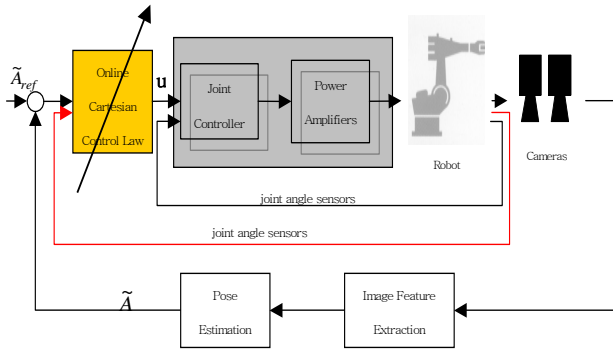 Ã_ref
Online
Cartesian
Control Law
u
Joint
Controller
Power
Amplifiers
Robot
Cameras
joint angle sensors
joint angle sensors
Ã
Pose
Estimation
Image Feature
Extraction